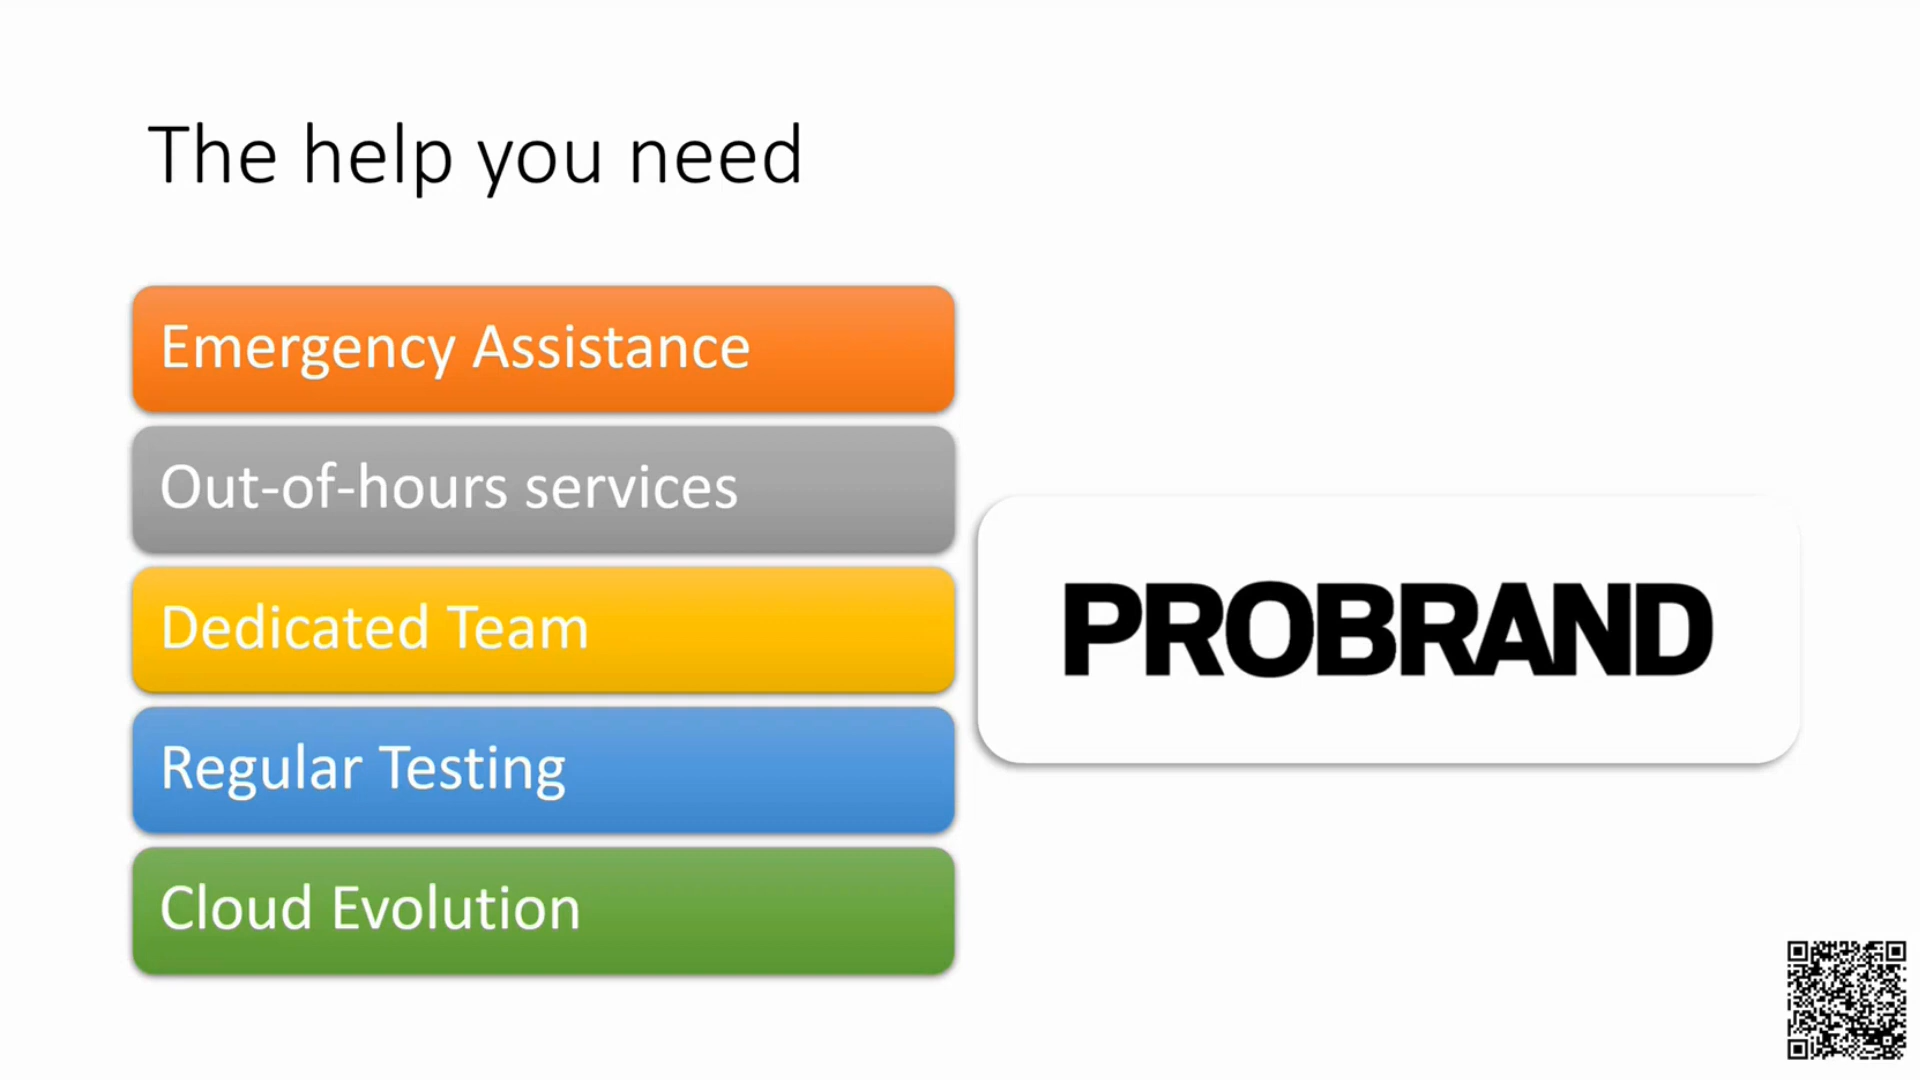 The help you need
Emergency Assistance
Out-of-hours services
Dedicated Team
Regular Testing
Cloud Evolution
PROBRAND